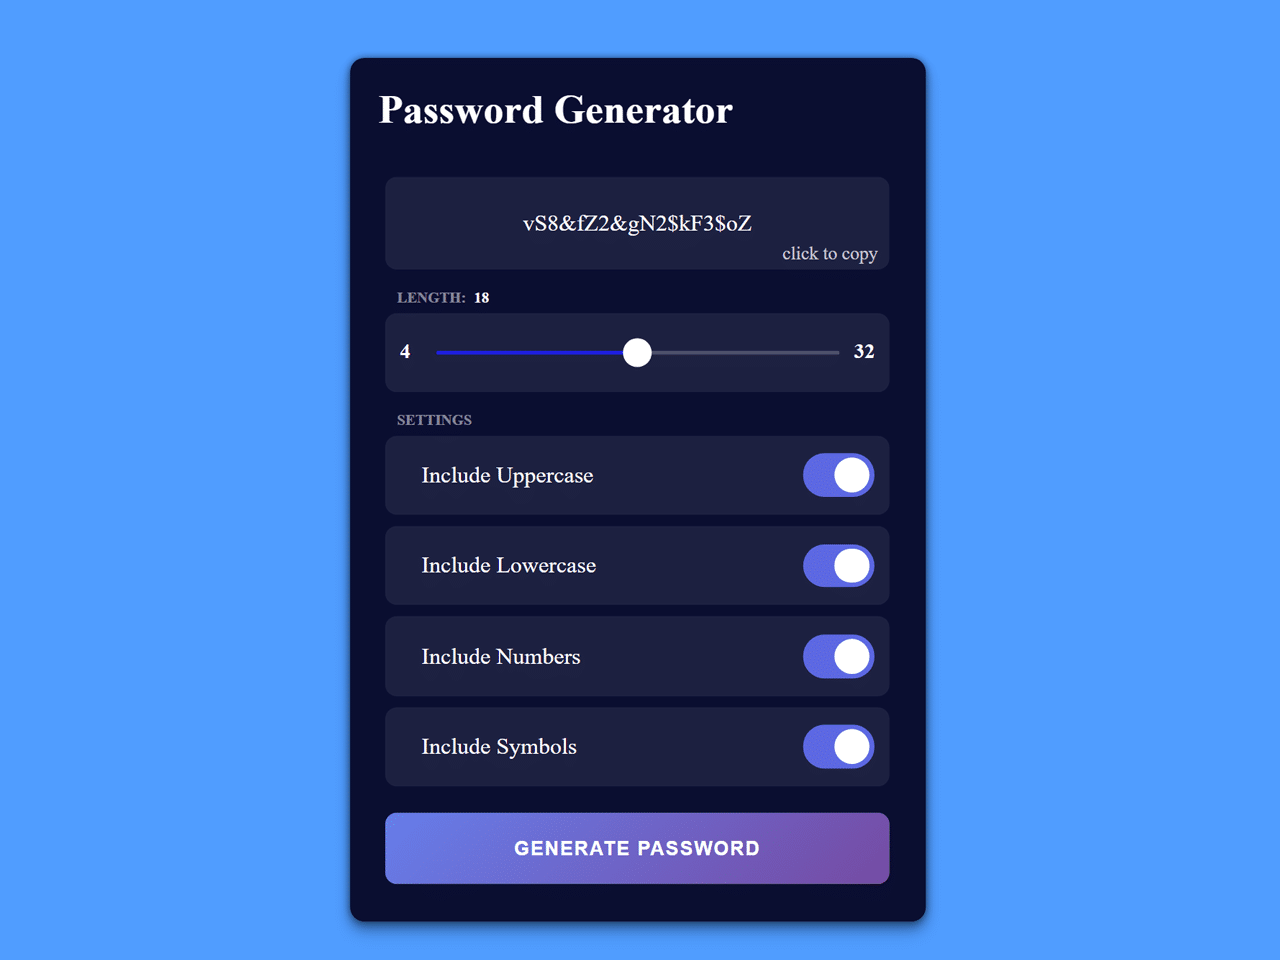 Password Generator
vS8&fZ2&gN2$kF3$oZ
click to copy
LENGTH: 18
4 32
SETTINGS
Include Uppercase
Include Lowercase
Include Numbers
Include Symbols
GENERATE PASSWORD